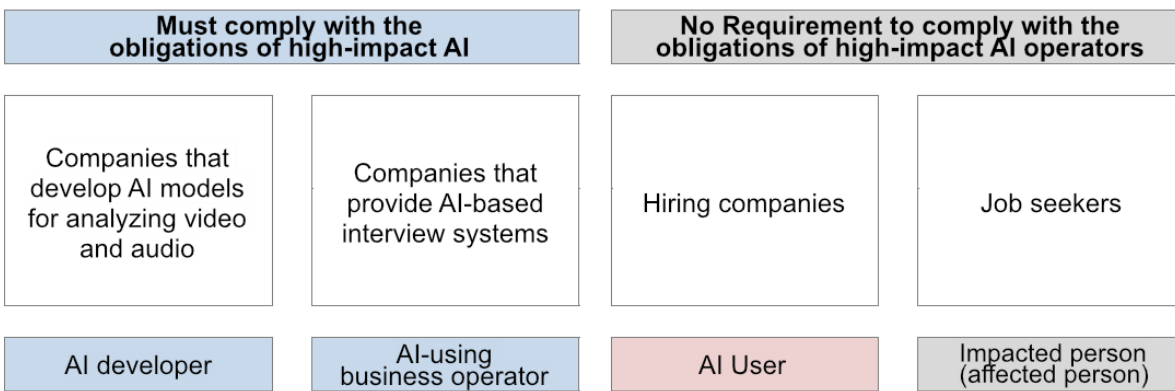 Must comply with the
obligations of high-impact AI
No Requirement to comply with the
obligations of high-impact AI operators
Companies that
develop AI models
for analyzing video
and audio
Companies that
provide AI-based
interview systems
Hiring companies
Job seekers
AI developer
AI-using
business operator
AI User
Impacted person
(affected person)